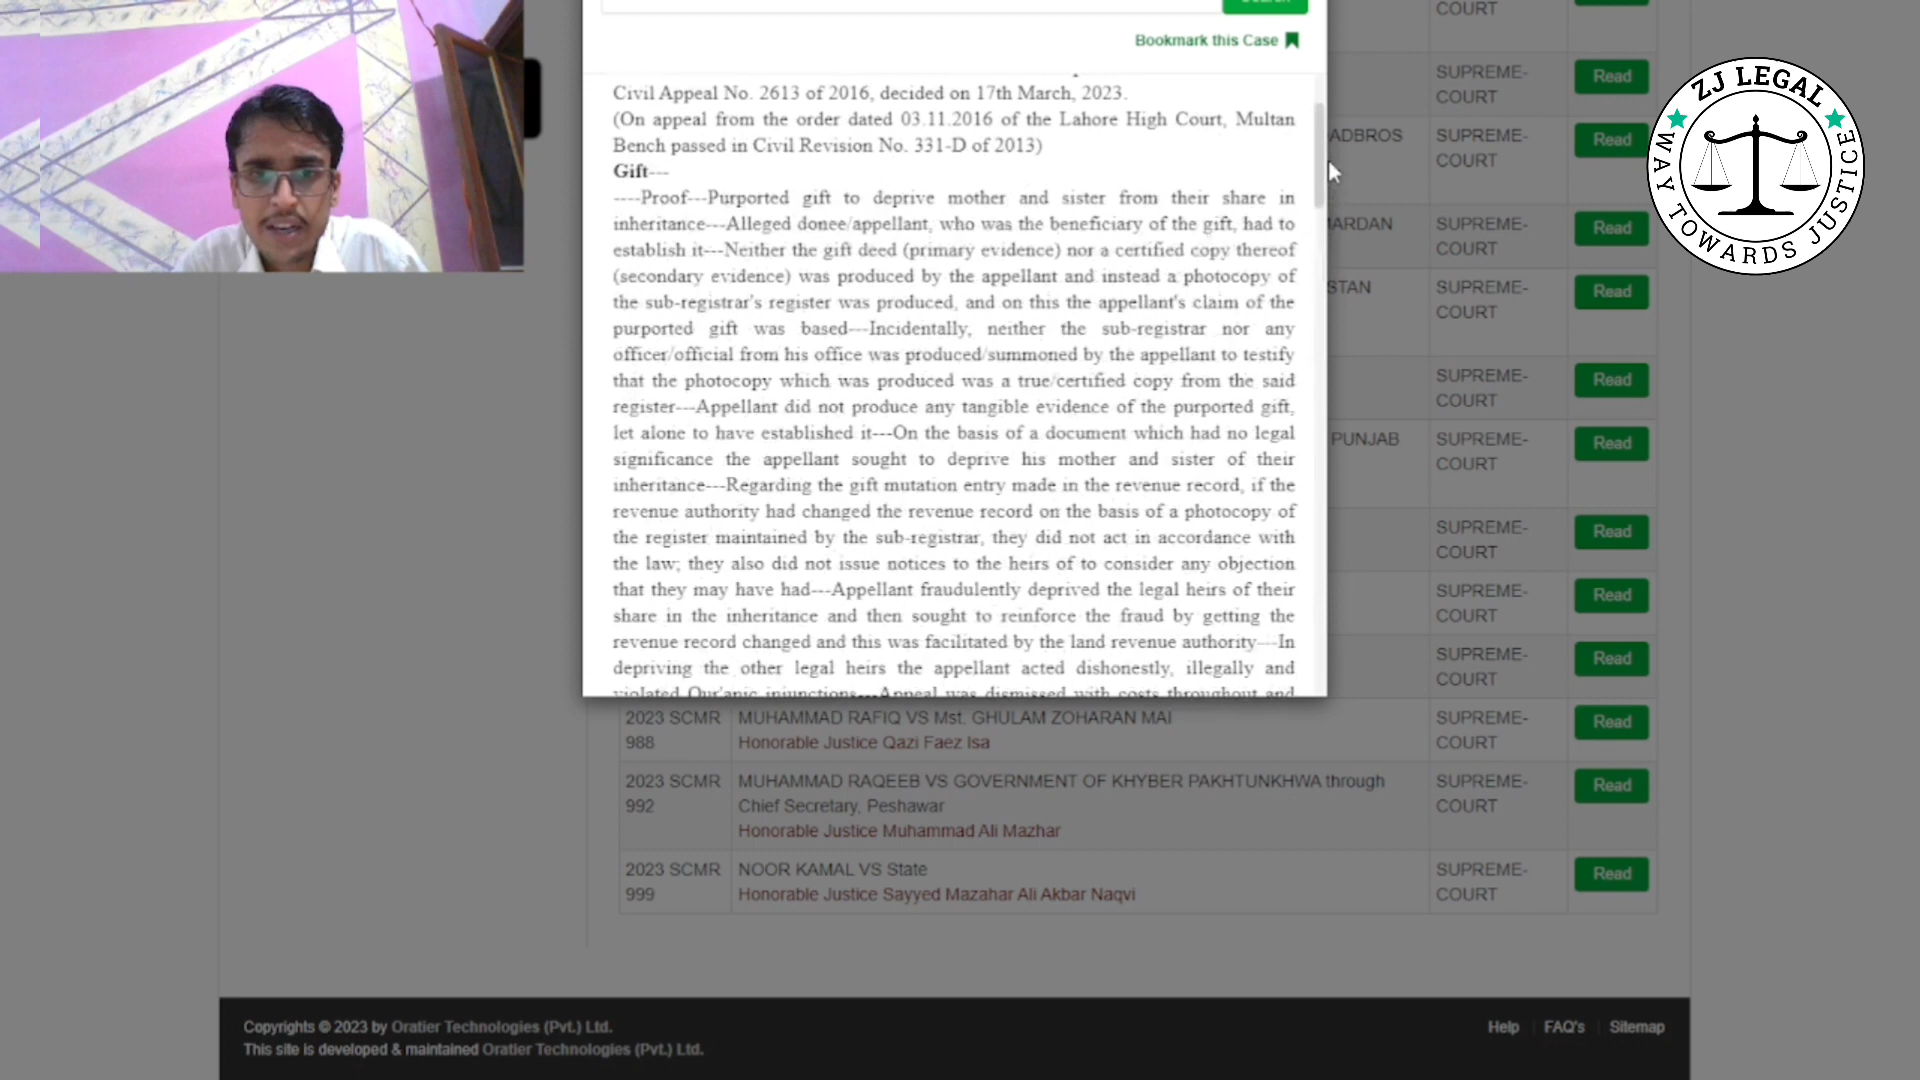 Bookmark this Case
Civil Appeal No. 2613 of 2016, decided on 17th March, 2023.
(On appeal from the order dated 03.11.2016 of the Lahore High Court, Multan
Bench passed in Civil Revision No. 331-D of 2013)
Gift---
----Proof---Purported gift to deprive mother and sister from their share in
inheritance---Alleged donee/appellant, who was the beneficiary of the gift, had to
establish it---Neither the gift deed (primary evidence) nor a certified copy thereof
(secondary evidence) was produced by the appellant and instead a photocopy of
the sub-registrar's register was produced, and on this the appellant's claim of the
purported gift was based---Incidentally, neither the sub-registrar nor any
officer/official from his office was produced/summoned by the appellant to testify
that the photocopy which was produced was a true/certified copy from the said
register---Appellant did not produce any tangible evidence of the purported gift,
let alone to have established it---On the basis of a document which had no legal
significance the appellant sought to deprive his mother and sister of their
inheritance---Regarding the gift mutation entry made in the revenue record, if the
revenue authority had changed the revenue record on the basis of a photocopy of
the register maintained by the sub-registrar, they did not act in accordance with
the law; they also did not issue notices to the heirs of to consider any objection
that they may have had---Appellant fraudulently deprived the legal heirs of their
share in the inheritance and then sought to reinforce the fraud by getting the
revenue record changed and this was facilitated by the land revenue authority---In
depriving the other legal heirs the appellant acted dishonestly, illegally and
violated Qur'anic injunctions---Appeal was dismissed with costs throughout and
COURT
SUPREME-
COURT
Read
ADBROS
SUPREME-
COURT
Read
ARDAN
SUPREME-
COURT
Read
STAN
SUPREME-
COURT
Read
SUPREME-
COURT
Read
PUNJAB
SUPREME-
COURT
Read
SUPREME-
COURT
Read
SUPREME-
COURT
Read
SUPREME-
COURT
Read
2023 SCMR
988
MUHAMMAD RAFIQ VS Mst. GHULAM ZOHARAN MAI
Honorable Justice Qazi Faez Isa
SUPREME-
COURT
Read
2023 SCMR
992
MUHAMMAD RAQEEB VS GOVERNMENT OF KHYBER PAKHTUNKHWA through
Chief Secretary, Peshawar
Honorable Justice Muhammad Ali Mazhar
SUPREME-
COURT
Read
2023 SCMR
999
NOOR KAMAL VS State
Honorable Justice Sayyed Mazahar Ali Akbar Naqvi
SUPREME-
COURT
Read
ZJ LEGAL
WAY TOWARDS JUSTICE
Copyrights © 2023 by Oratier Technologies (Pvt.) Ltd.
This site is developed & maintained Oratier Technologies (Pvt.) Ltd.
Help
FAQ's
Sitemap